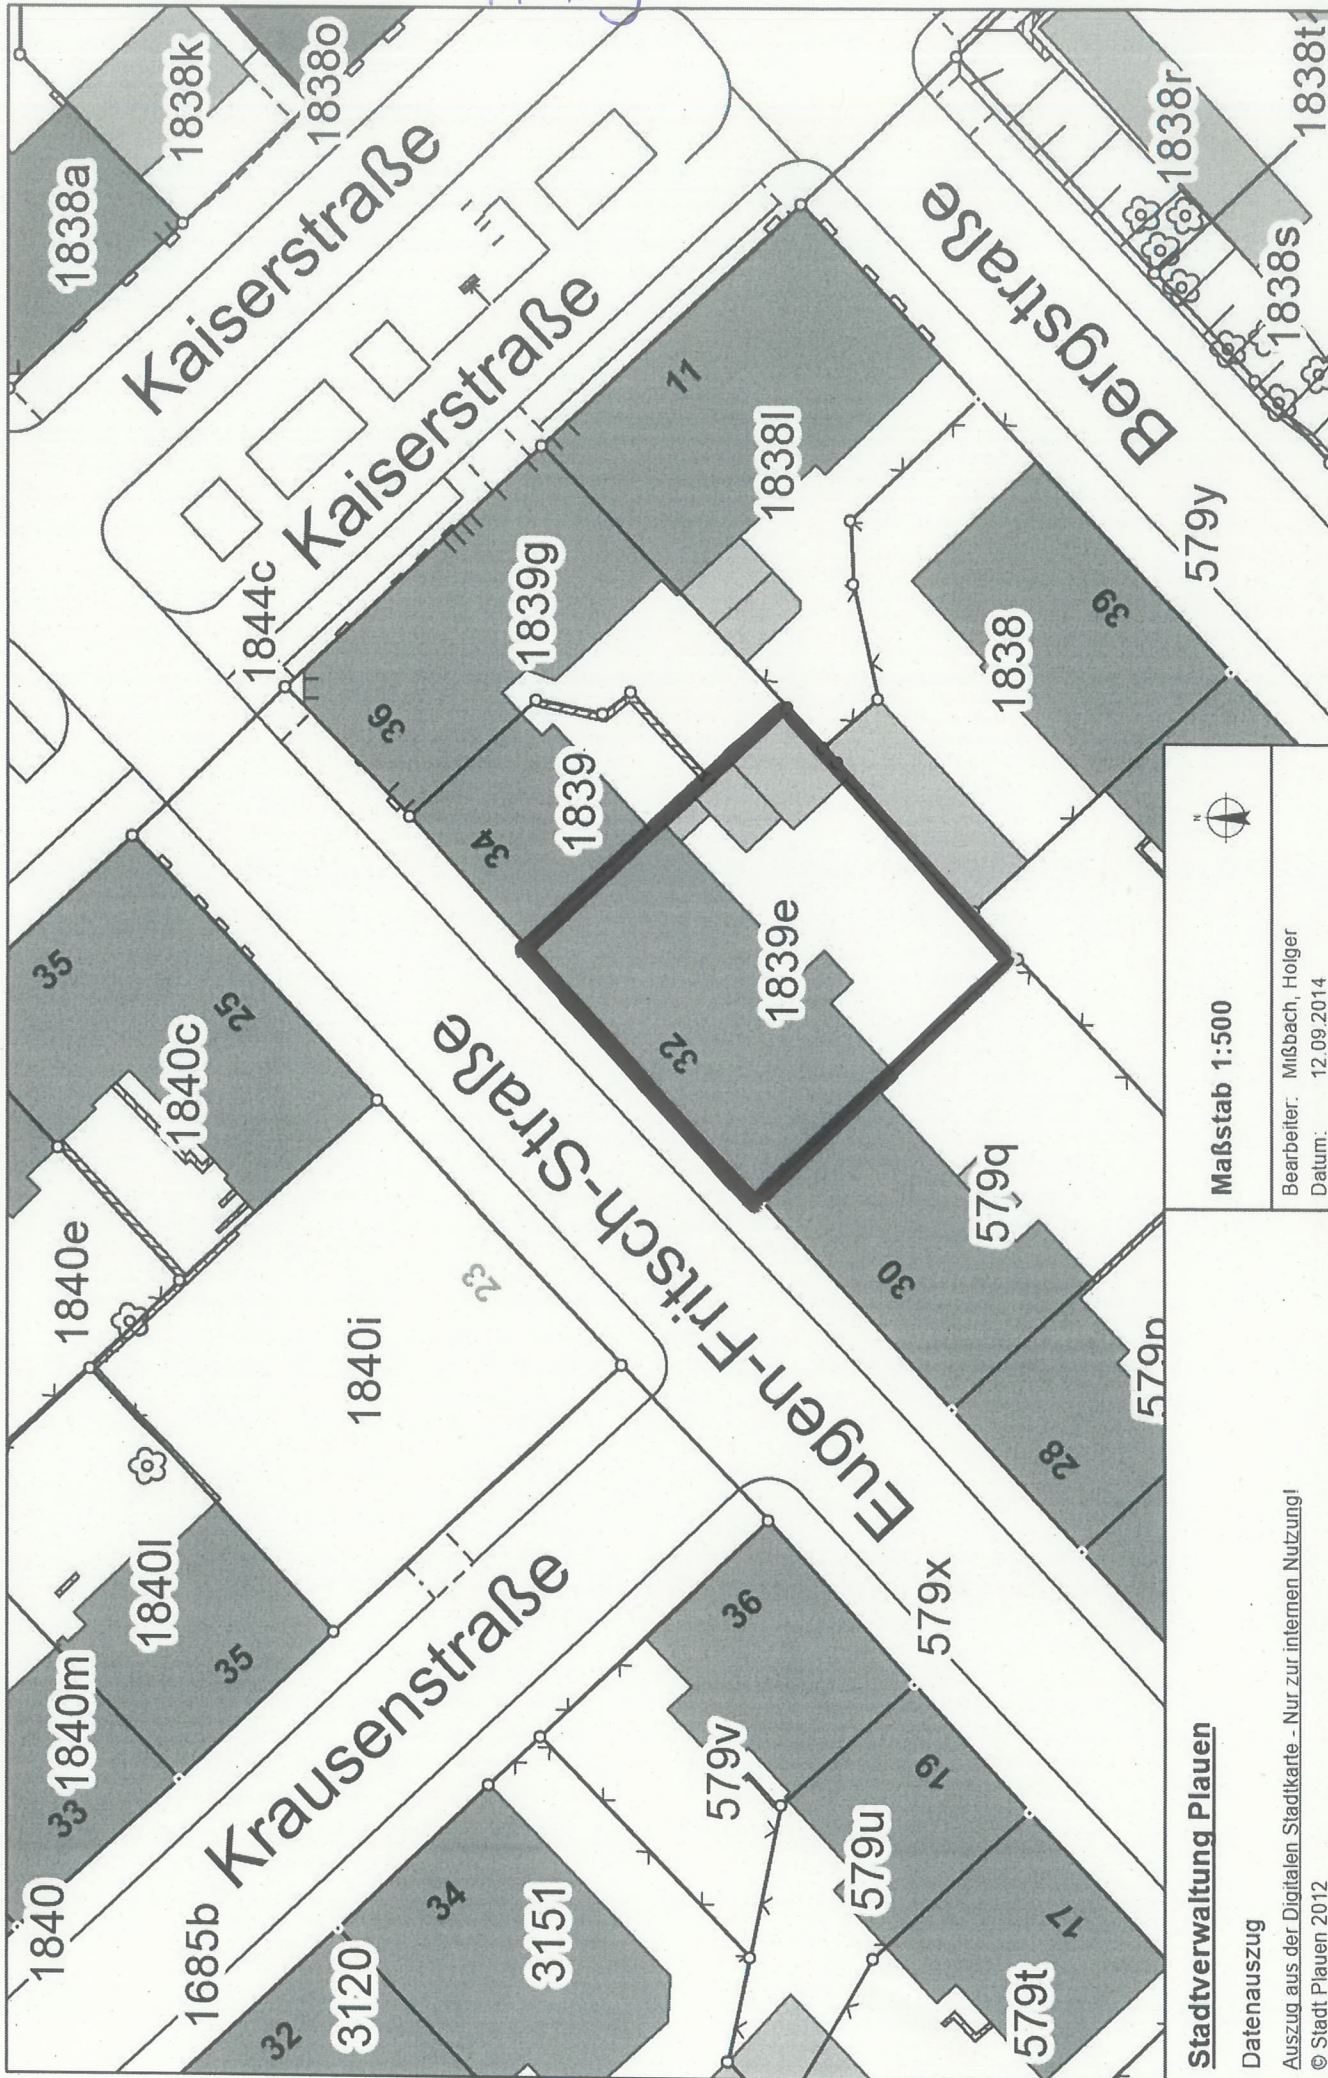 1838a
1838k
1838o
Kaiserstraße
Kaiserstraße
1844c
11
1838l
1839g
36
34
1839
32
1839e
30
579q
28
579p
Bergstraße
579y
39
1838
1838r
1838s
1838t
35
25
1840c
1840e
23
1840i
Eugen-Fritsch-Straße
579x
Krausenstraße
1685b
1840
33
1840m
1840l
35
36
579v
19
579u
17
579t
34
3151
32
3120
Stadtverwaltung Plauen
Datenauszug
Auszug aus der Digitalen Stadtkarte - Nur zur internen Nutzung!
© Stadt Plauen 2012
Maßstab 1:500
N
Bearbeiter: Mißbach, Holger
Datum: 12.09.2014